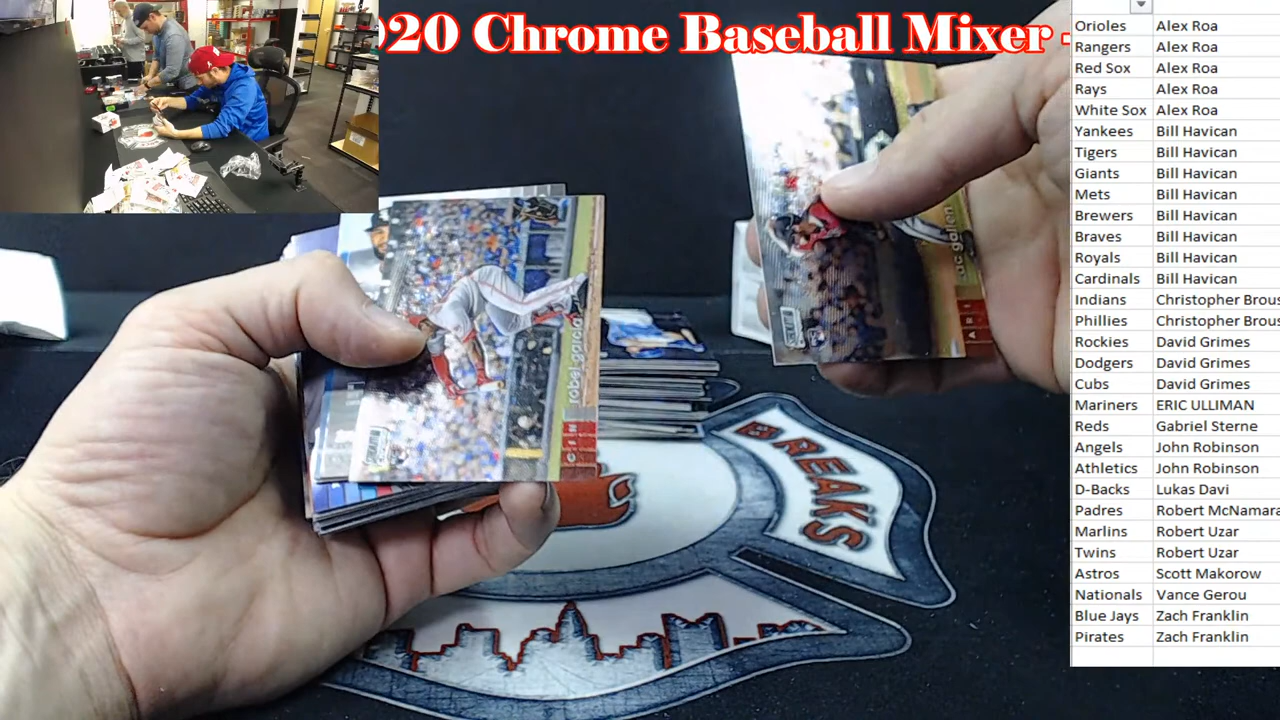 020 Chrome Baseball Mixer -
Orioles Alex Roa
Rangers Alex Roa
Red Sox Alex Roa
Rays Alex Roa
White Sox Alex Roa
Yankees Bill Havican
Tigers Bill Havican
Giants Bill Havican
Mets Bill Havican
Brewers Bill Havican
Braves Bill Havican
Royals Bill Havican
Cardinals Bill Havican
Indians Christopher Brous
Phillies Christopher Brous
Rockies David Grimes
Dodgers David Grimes
Cubs David Grimes
Mariners ERIC ULLIMAN
Reds Gabriel Sterne
Angels John Robinson
Athletics John Robinson
D-Backs Lukas Davi
Padres Robert McNamara
Marlins Robert Uzar
Twins Robert Uzar
Astros Scott Makorow
Nationals Vance Gerou
Blue Jays Zach Franklin
Pirates Zach Franklin
ac gallen
robel garcia
CIN
BREAKS